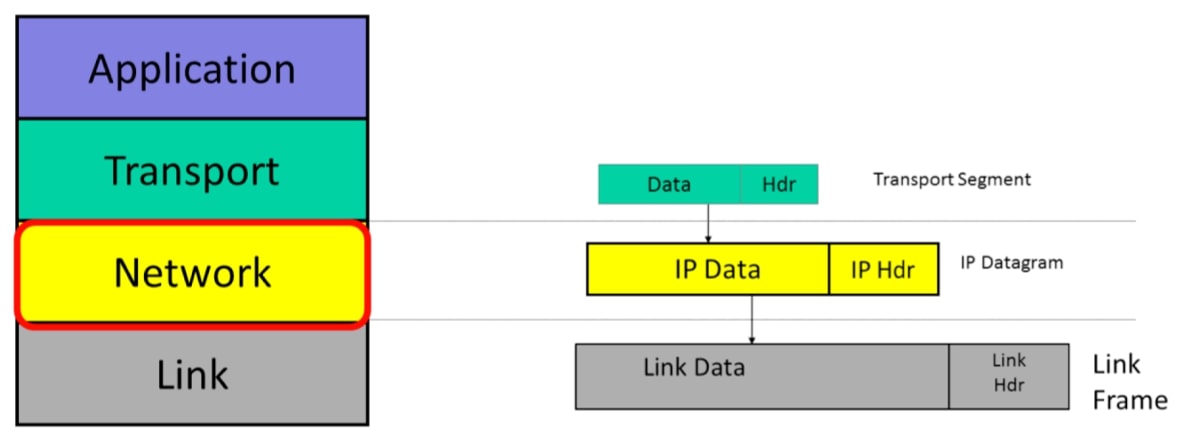 Application
Transport
Data
Hdr
Transport Segment
Network
IP Data
IP Hdr
IP Datagram
Link
Link Data
Link
Hdr
Link
Frame